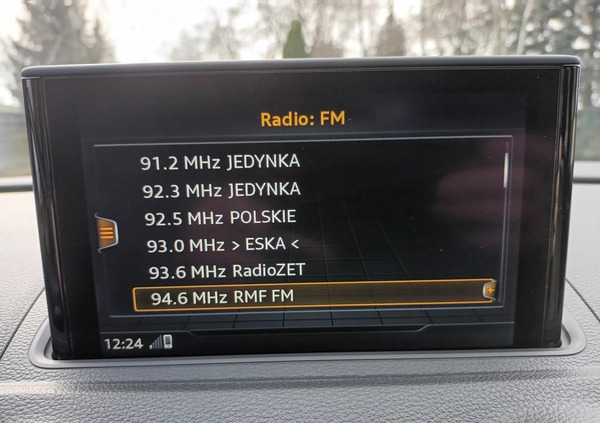 Radio: FM
91.2 MHz JEDYNKA
92.3 MHz JEDYNKA
92.5 MHz POLSKIE
93.0 MHz > ESKA <
93.6 MHz RadioZET
94.6 MHz RMF FM
12:24